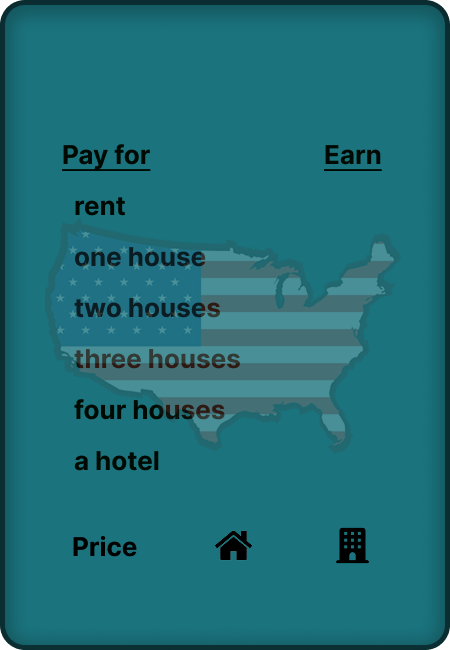 Pay for Earn
rent
one house
two houses
three houses
four houses
a hotel
Price